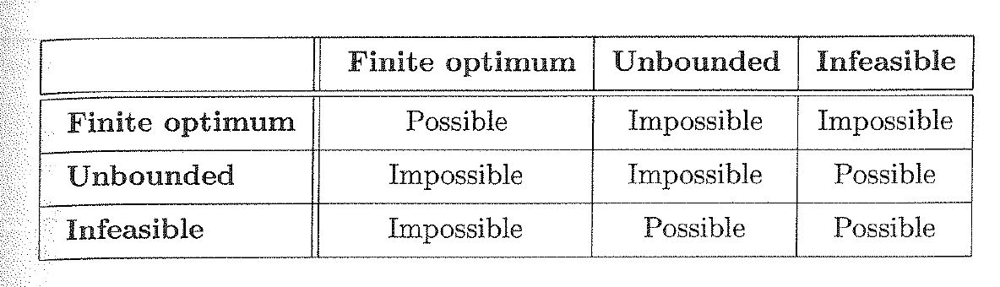 Finite optimum Unbounded Infeasible
Finite optimum Possible Impossible Impossible
Unbounded Impossible Impossible Possible
Infeasible Impossible Possible Possible